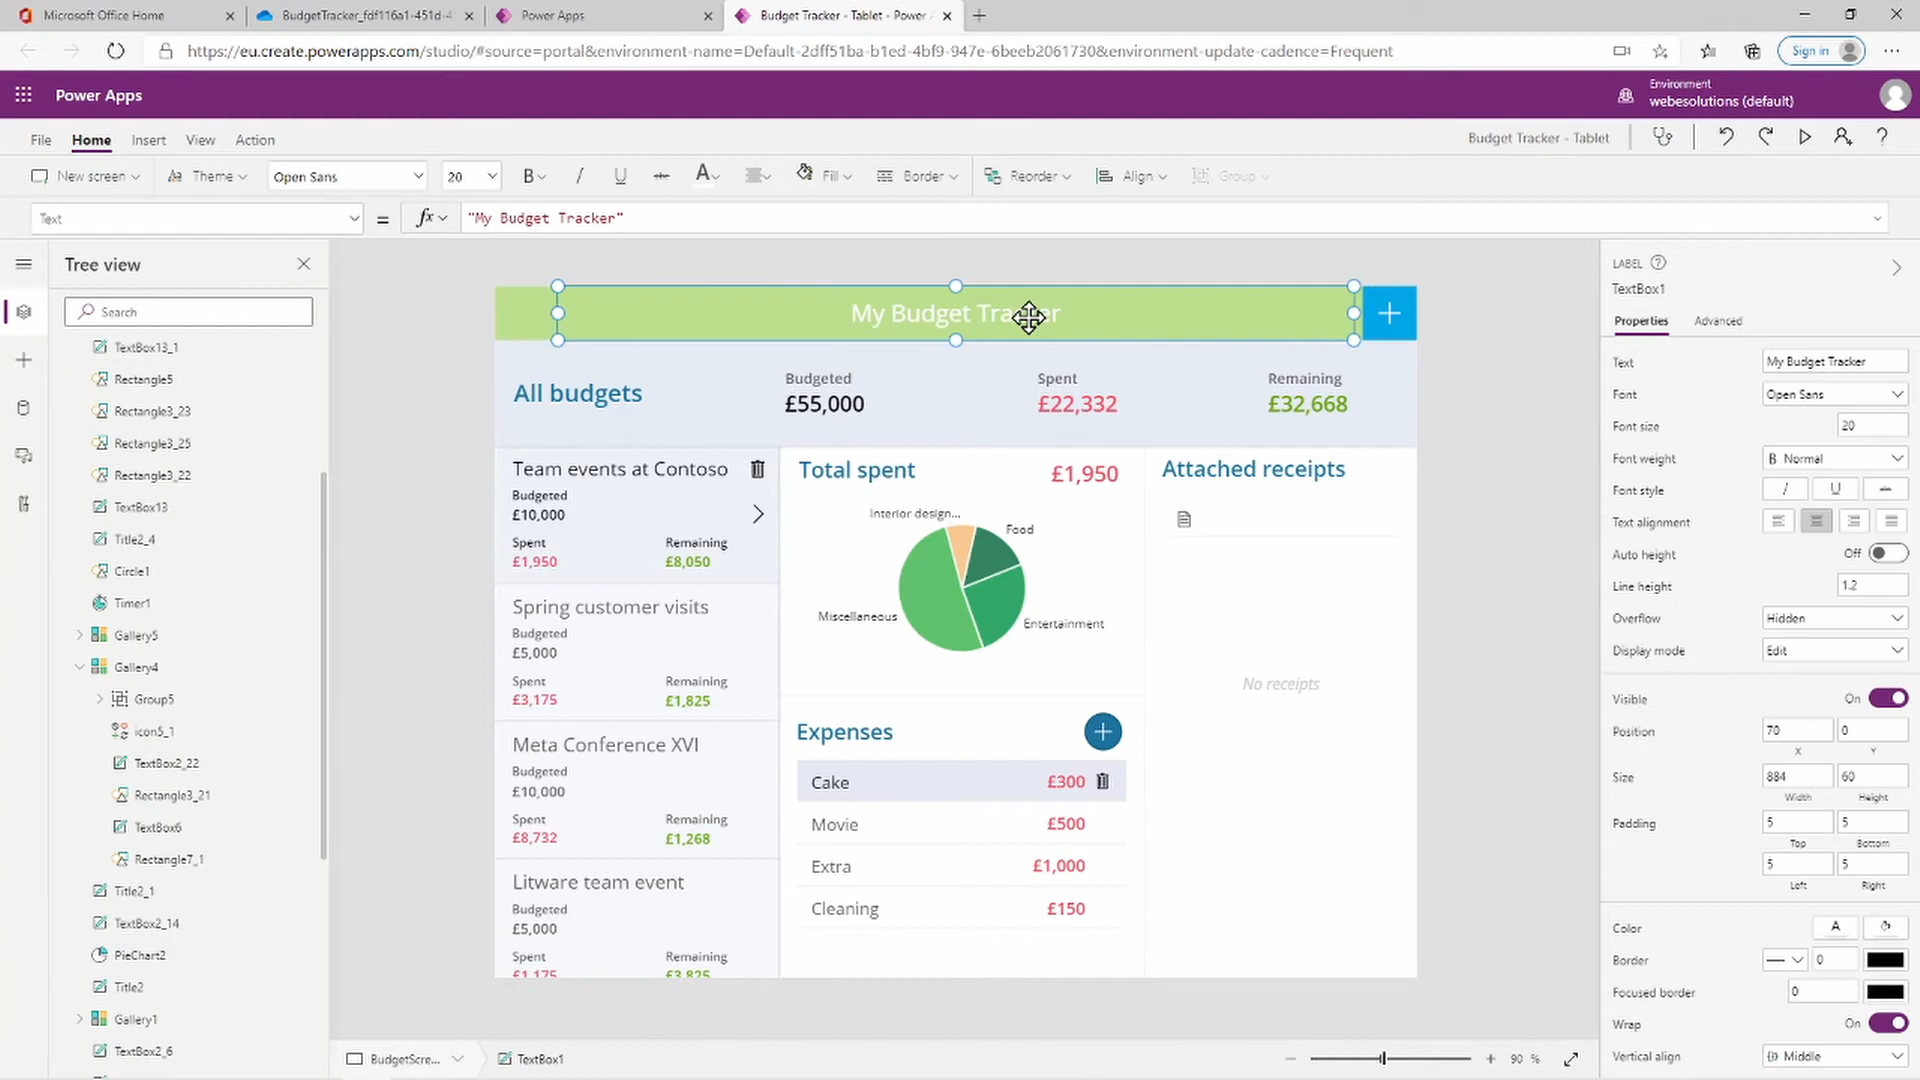 Microsoft Office Home
BudgetTracker_fdf116a1-451d-4
Power Apps
Budget Tracker - Tablet - Power
https://eu.create.powerapps.com/studio/#source=portal&environment-name=Default-2dff51ba-b1ed-4bf9-947e-6beeb2061730&environment-update-cadence=Frequent
Sign in
Power Apps
Environment
webesolutions (default)
File Home Insert View Action
Budget Tracker - Tablet
New screen Theme Open Sans 20 B / U abc A Fill Border Reorder Align Group
Text = fx "My Budget Tracker"
Tree view
Search
TextBox13_1
Rectangle5
Rectangle3_23
Rectangle3_25
Rectangle3_22
TextBox13
Title2_4
Circle1
Timer1
Gallery5
Gallery4
Group5
icon5_1
TextBox2_22
Rectangle3_21
TextBox6
Rectangle7_1
Title2_1
TextBox2_14
PieChart2
Title2
Gallery1
TextBox2_6
My Budget Tracker
All budgets
Budgeted
£55,000
Spent
£22,332
Remaining
£32,668
Team events at Contoso
Budgeted
£10,000
Spent Remaining
£1,950 £8,050
Spring customer visits
Budgeted
£5,000
Spent Remaining
£3,175 £1,825
Meta Conference XVI
Budgeted
£10,000
Spent Remaining
£8,732 £1,268
Litware team event
Budgeted
£5,000
Spent Remaining
£1,175 £3,825
Total spent £1,950
Interior design...
Food
Miscellaneous
Entertainment
Expenses
Cake £300
Movie £500
Extra £1,000
Cleaning £150
Attached receipts
No receipts
BudgetScre... TextBox1
90 %
LABEL
TextBox1
Properties Advanced
Text My Budget Tracker
Font Open Sans
Font size 20
Font weight B Normal
Font style / U
Text alignment
Auto height Off
Line height 1.2
Overflow Hidden
Display mode Edit
Visible On
Position 70 0
X Y
Size 884 60
Width Height
Padding 5 5
Top Bottom
5 5
Left Right
Color A
Border 0
Focused border 0
Wrap On
Vertical align Middle